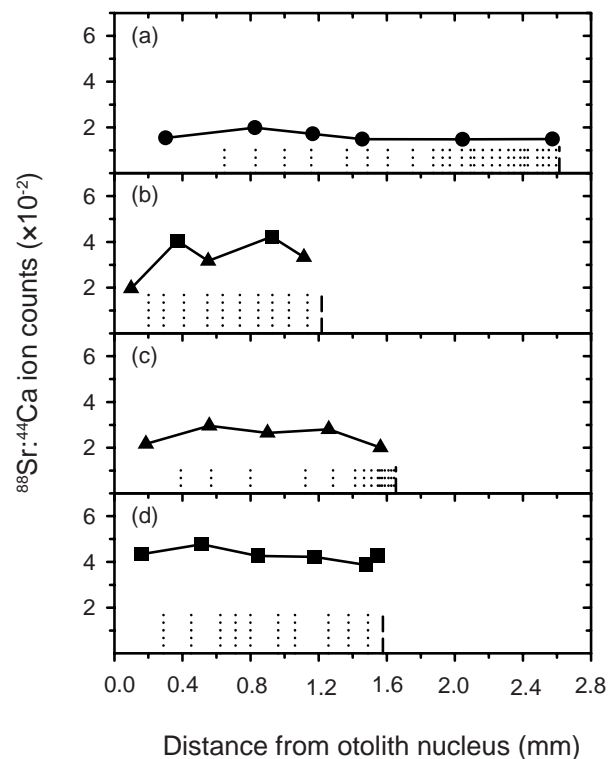 (a)
6
4
2
(b)
6
4
2
(c)
6
4
2
(d)
6
4
2
0.0 0.4 0.8 1.2 1.6 2.0 2.4 2.8
⁸⁸Sr:⁴⁴Ca ion counts (×10-²)
Distance from otolith nucleus (mm)